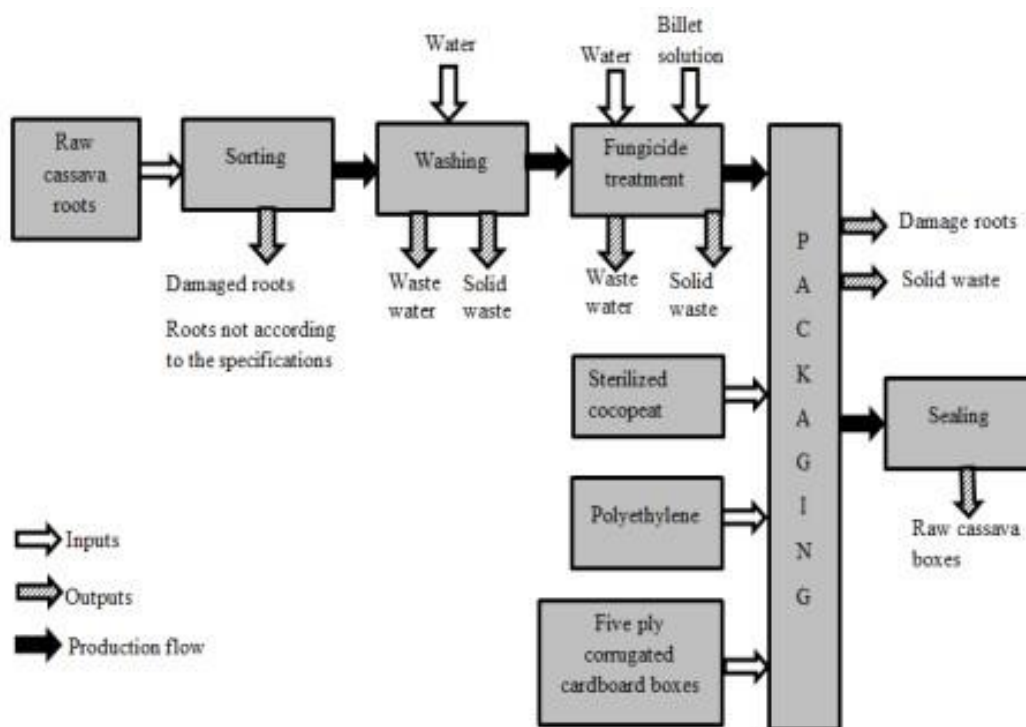 Water
Water
Billet
solution
Raw
cassava
roots
Sorting
Washing
Fungicide
treatment
P
A
C
K
A
G
I
N
G
Damage roots
Solid waste
Damaged roots
Roots not according
to the specifications
Waste
water
Solid
waste
Waste
water
Solid
waste
Sterilized
cocopeat
Sealing
Polyethylene
Raw cassava
boxes
Five ply
corrugated
cardboard boxes
Inputs
Outputs
Production flow